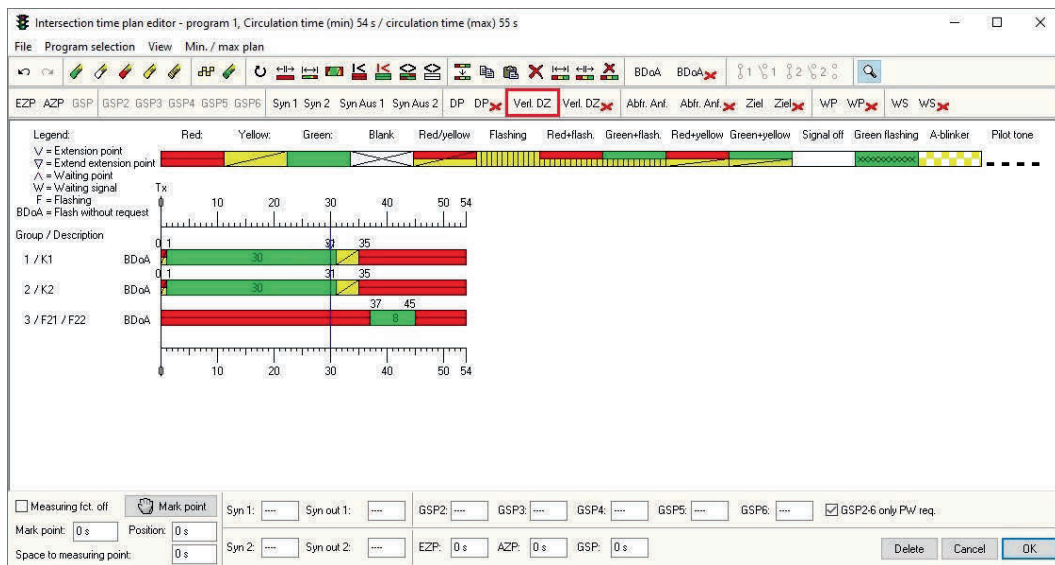 Intersection time plan editor - program 1, Circulation time (min) 54 s / circulation time (max) 55 s
File Program selection View Min. / max plan
BDoA BDoA 1 1 2 2
EZP AZP GSP GSP2 GSP3 GSP4 GSP5 GSP6 Syn 1 Syn 2 Syn Aus 1 Syn Aus 2 DP DP Verl. DZ Verl. DZ Abfr. Anf. Abfr. Anf. Ziel Ziel WP WP WS WS
Legend: Red: Yellow: Green: Blank Red/yellow Flashing Red+flash. Green+flash. Red+yellow Green+yellow Signal off Green flashing A-blinker Pilot tone
V = Extension point
▽ = Extend extension point
Λ = Waiting point
W = Waiting signal
F = Flashing
BDoA = Flash without request
Tx
0 10 20 30 40 50 54
Group / Description
0 1 31 35
1 / K1 BDoA 30
0 1 31 35
2 / K2 BDoA 30
37 45
3 / F21 / F22 BDoA 8
0 10 20 30 40 50 54
Measuring fct. off Mark point Syn 1: ---- Syn out 1: ---- GSP2: ---- GSP3: ---- GSP4: ---- GSP5: ---- GSP6: ---- GSP2-6 only PW req.
Mark point: 0 s Position: 0 s
Space to measuring point: 0 s Syn 2: ---- Syn out 2: ---- EZP: 0 s AZP: 0 s GSP: 0 s Delete Cancel OK